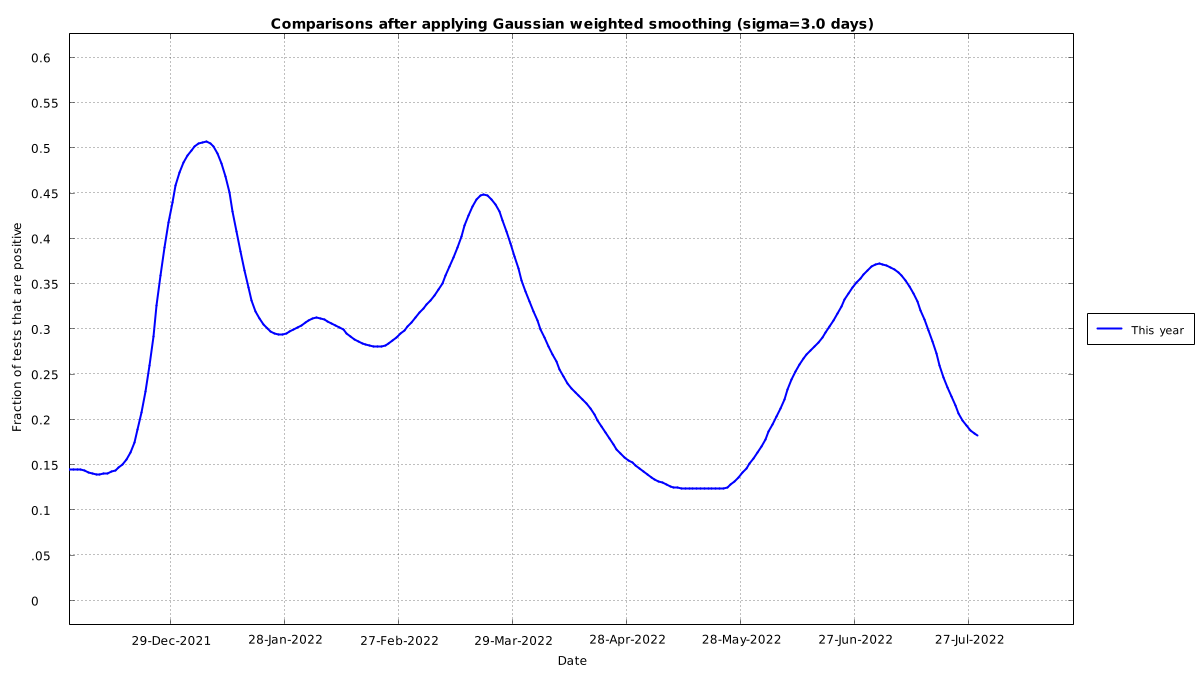 Comparisons after applying Gaussian weighted smoothing (sigma=3.0 days)
0.6
0.55
0.5
0.45
0.4
0.35
0.3
0.25
0.2
0.15
0.1
.05
0
Fraction of tests that are positive
29-Dec-2021 28-Jan-2022 27-Feb-2022 29-Mar-2022 28-Apr-2022 28-May-2022 27-Jun-2022 27-Jul-2022
Date
This year